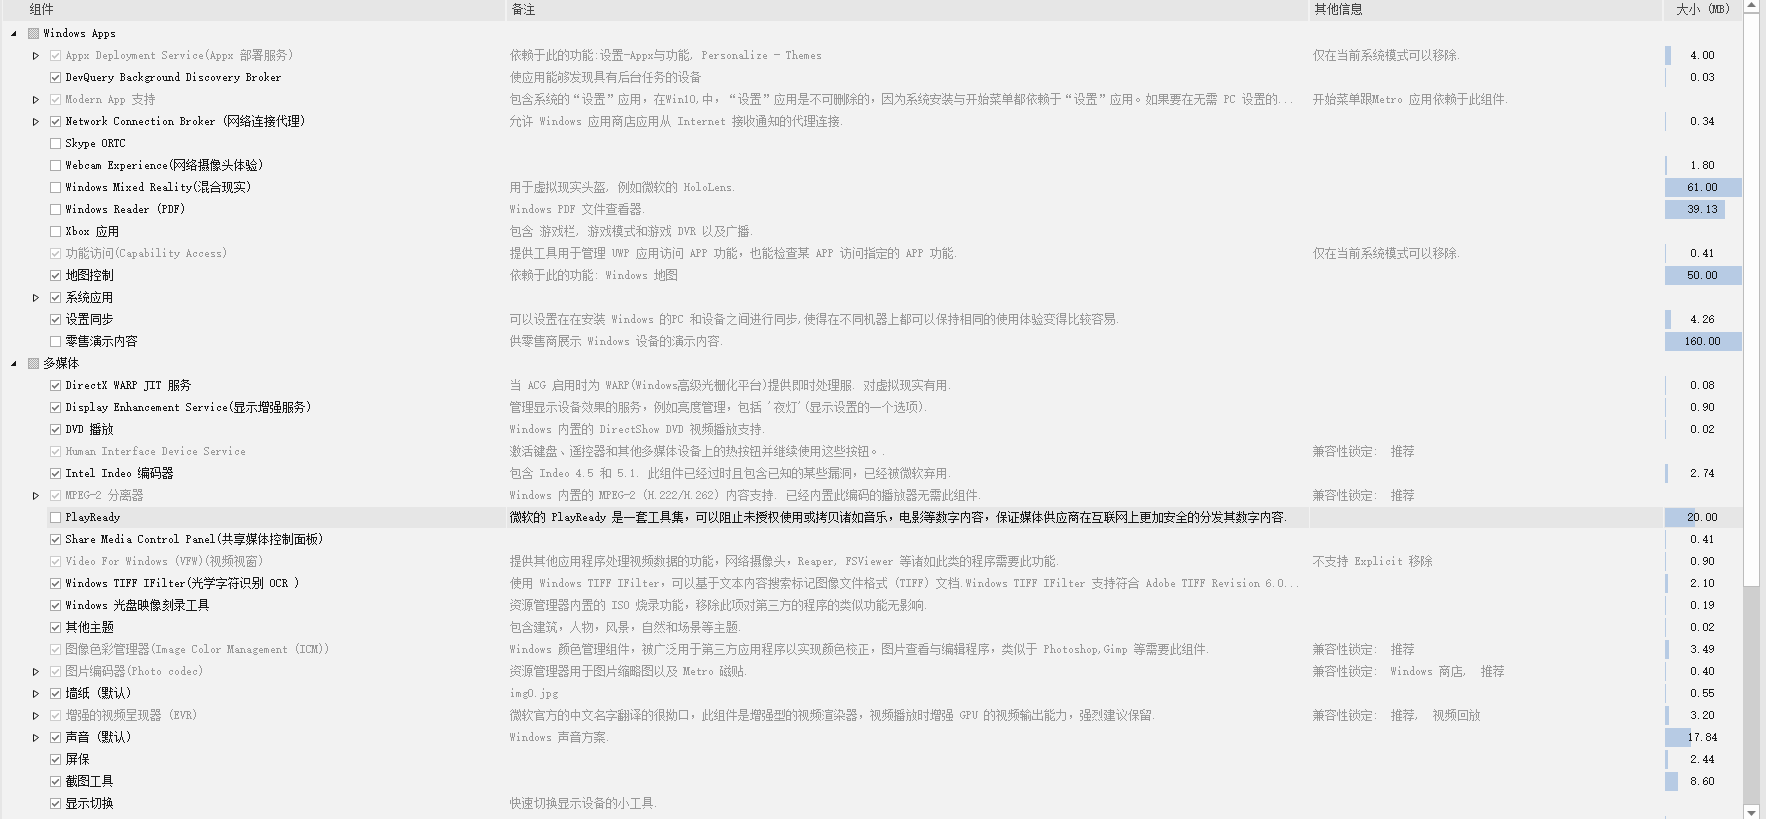 组件 备注 其他信息 大小 (MB)
Windows Apps
Appx Deployment Service(Appx 部署服务) 依赖于此的功能:设置-Appx与功能, Personalize - Themes 仅在当前系统模式可以移除. 4.00
DevQuery Background Discovery Broker 使应用能够发现具有后台任务的设备 0.03
Modern App 支持 包含系统的“设置”应用，在Win10,中，“设置”应用是不可删除的，因为系统安装与开始菜单都依赖于“设置”应用。如果要在无需 PC 设置的... 开始菜单跟Metro 应用依赖于此组件.
Network Connection Broker (网络连接代理) 允许 Windows 应用商店应用从 Internet 接收通知的代理连接. 0.34
Skype ORTC
Webcam Experience(网络摄像头体验) 1.80
Windows Mixed Reality(混合现实) 用于虚拟现实头盔, 例如微软的 HoloLens. 61.00
Windows Reader (PDF) Windows PDF 文件查看器. 39.13
Xbox 应用 包含 游戏栏, 游戏模式和游戏 DVR 以及广播.
功能访问(Capability Access) 提供工具用于管理 UWP 应用访问 APP 功能，也能检查某 APP 访问指定的 APP 功能. 仅在当前系统模式可以移除. 0.41
地图控制 依赖于此的功能: Windows 地图 50.00
系统应用
设置同步 可以设置在在安装 Windows 的PC 和设备之间进行同步,使得在不同机器上都可以保持相同的使用体验变得比较容易. 4.26
零售演示内容 供零售商展示 Windows 设备的演示内容. 160.00
多媒体
DirectX WARP JIT 服务 当 ACG 启用时为 WARP(Windows高级光栅化平台)提供即时处理服. 对虚拟现实有用. 0.08
Display Enhancement Service(显示增强服务) 管理显示设备效果的服务，例如亮度管理，包括 '夜灯'(显示设置的一个选项). 0.90
DVD 播放 Windows 内置的 DirectShow DVD 视频播放支持. 0.02
Human Interface Device Service 激活键盘、遥控器和其他多媒体设备上的热按钮并继续使用这些按钮。. 兼容性锁定: 推荐
Intel Indeo 编码器 包含 Indeo 4.5 和 5.1. 此组件已经过时且包含已知的某些漏洞，已经被微软弃用. 2.74
MPEG-2 分离器 Windows 内置的 MPEG-2 (H.222/H.262) 内容支持. 已经内置此编码的播放器无需此组件. 兼容性锁定: 推荐
PlayReady 微软的 PlayReady 是一套工具集，可以阻止未授权使用或拷贝诸如音乐，电影等数字内容，保证媒体供应商在互联网上更加安全的分发其数字内容. 20.00
Share Media Control Panel(共享媒体控制面板) 0.41
Video For Windows (VFW)(视频视窗) 提供其他应用程序处理视频数据的功能，网络摄像头，Reaper, FSViewer 等诸如此类的程序需要此功能. 不支持 Explicit 移除 0.90
Windows TIFF IFilter(光学字符识别 OCR ) 使用 Windows TIFF IFilter，可以基于文本内容搜索标记图像文件格式 (TIFF) 文档.Windows TIFF IFilter 支持符合 Adobe TIFF Revision 6.0... 2.10
Windows 光盘映像刻录工具 资源管理器内置的 ISO 烧录功能，移除此项对第三方的程序的类似功能无影响. 0.19
其他主题 包含建筑，人物，风景，自然和场景等主题. 0.02
图像色彩管理器(Image Color Management (ICM)) Windows 颜色管理组件，被广泛用于第三方应用程序以实现颜色校正，图片查看与编辑程序，类似于 Photoshop,Gimp 等需要此组件. 兼容性锁定: 推荐 3.49
图片编码器(Photo codec) 资源管理器用于图片缩略图以及 Metro 磁贴. 兼容性锁定: Windows 商店, 推荐 0.40
墙纸 (默认) img0.jpg 0.55
增强的视频呈现器 (EVR) 微软官方的中文名字翻译的很拗口，此组件是增强型的视频渲染器，视频播放时增强 GPU 的视频输出能力，强烈建议保留. 兼容性锁定: 推荐, 视频回放 3.20
声音 (默认) Windows 声音方案. 17.84
屏保 2.44
截图工具 8.60
显示切换 快速切换显示设备的小工具.